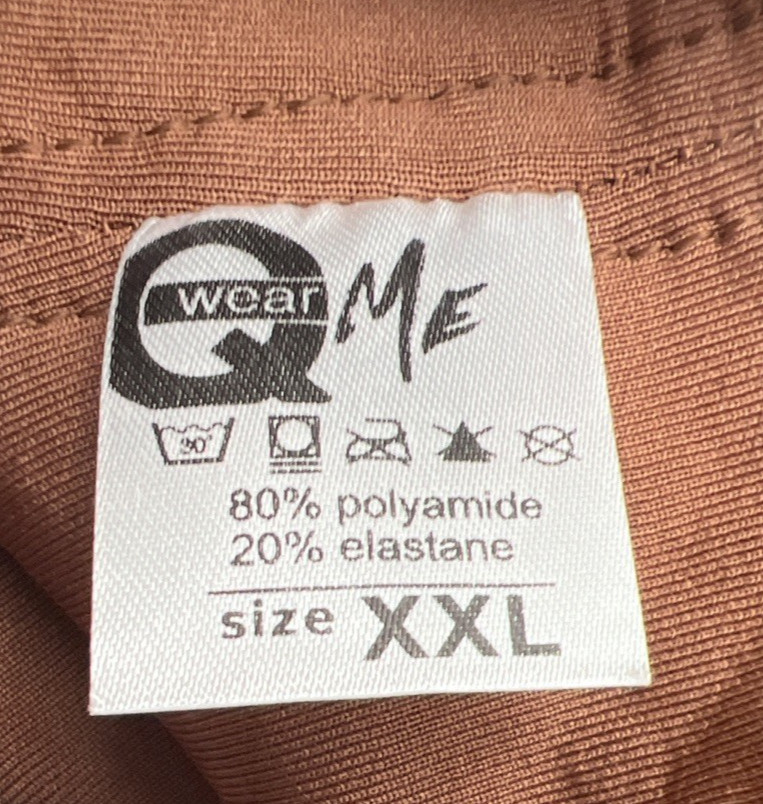 Q wear ME
30°
80% polyamide
20% elastane
size XXL